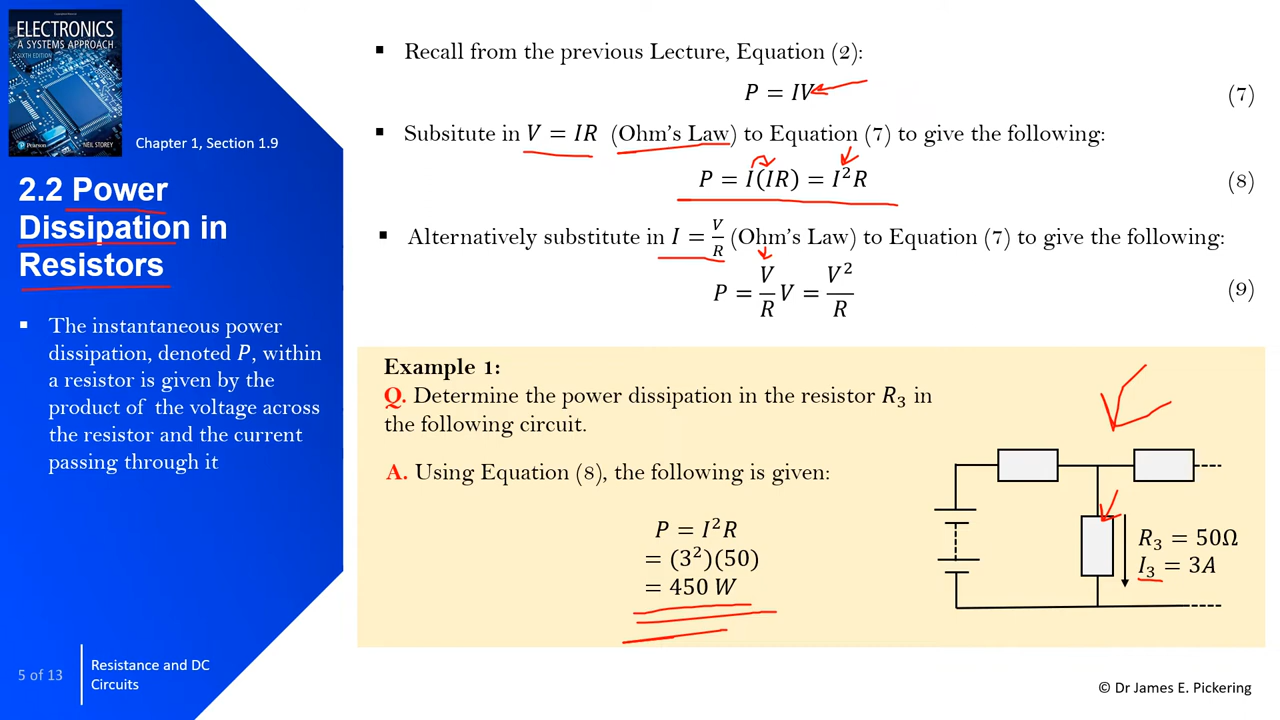 ELECTRONICS
A SYSTEMS APPROACH
SIXTH EDITION
Pearson
NEIL STOREY
Chapter 1, Section 1.9
2.2 Power
Dissipation in
Resistors
▪ The instantaneous power
dissipation, denoted P, within
a resistor is given by the
product of the voltage across
the resistor and the current
passing through it
5 of 13
Resistance and DC
Circuits
▪ Recall from the previous Lecture, Equation (2):
P = IV (7)
▪ Subsitute in V = IR (Ohm's Law) to Equation (7) to give the following:
P = I(IR) = I²R (8)
▪ Alternatively substitute in I = V/R (Ohm's Law) to Equation (7) to give the following:
P = V/R V = V²/R (9)
Example 1:
Q. Determine the power dissipation in the resistor R₃ in
the following circuit.
A. Using Equation (8), the following is given:
P = I²R
= (3²)(50)
= 450 W
R₃ = 50Ω
I₃ = 3A
© Dr James E. Pickering